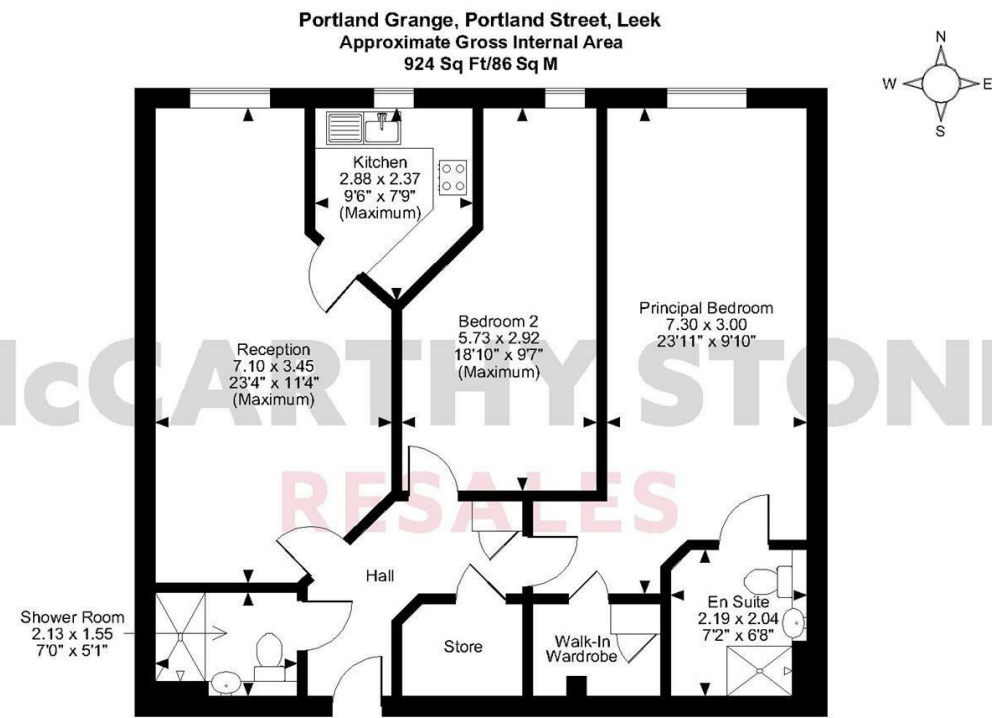 Portland Grange, Portland Street, Leek
Approximate Gross Internal Area
924 Sq Ft/86 Sq M
N
W
E
S
Kitchen
2.88 x 2.37
9'6" x 7'9"
(Maximum)
Principal Bedroom
7.30 x 3.00
23'11" x 9'10"
Bedroom 2
5.73 x 2.92
18'10" x 9'7"
(Maximum)
Reception
7.10 x 3.45
23'4" x 11'4"
(Maximum)
McCARTHY STONE
RESALES
Hall
Shower Room
2.13 x 1.55
7'0" x 5'1"
Store
Walk-In
Wardrobe
En Suite
2.19 x 2.04
7'2" x 6'8"